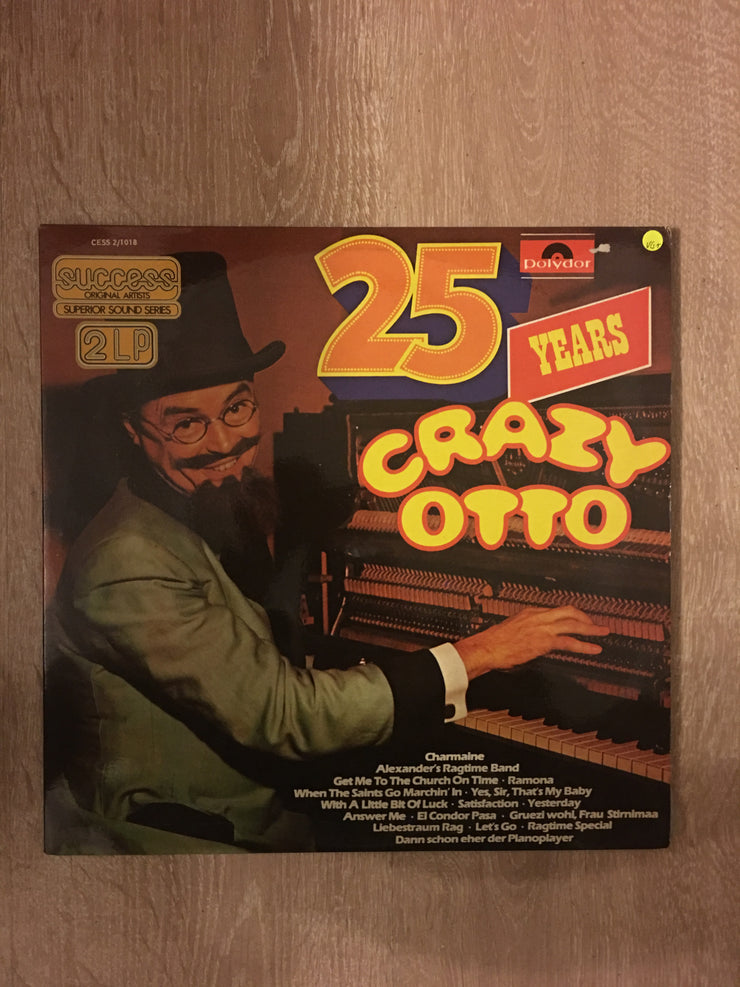 CESS 2/1018
success
ORIGINAL ARTISTS
SUPERIOR SOUND SERIES
2 LP
25
YEARS
polydor
VG+
CRAZY
OTTO
Charmaine
Alexander's Ragtime Band
Get Me To The Church On Time · Ramona
When The Saints Go Marchin' In · Yes, Sir, That's My Baby
With A Little Bit Of Luck · Satisfaction · Yesterday
Answer Me · El Condor Pasa · Gruezi wohl, Frau Stirnimaa
Liebestraum Rag · Let's Go · Ragtime Special
Dann schon eher der Pianoplayer